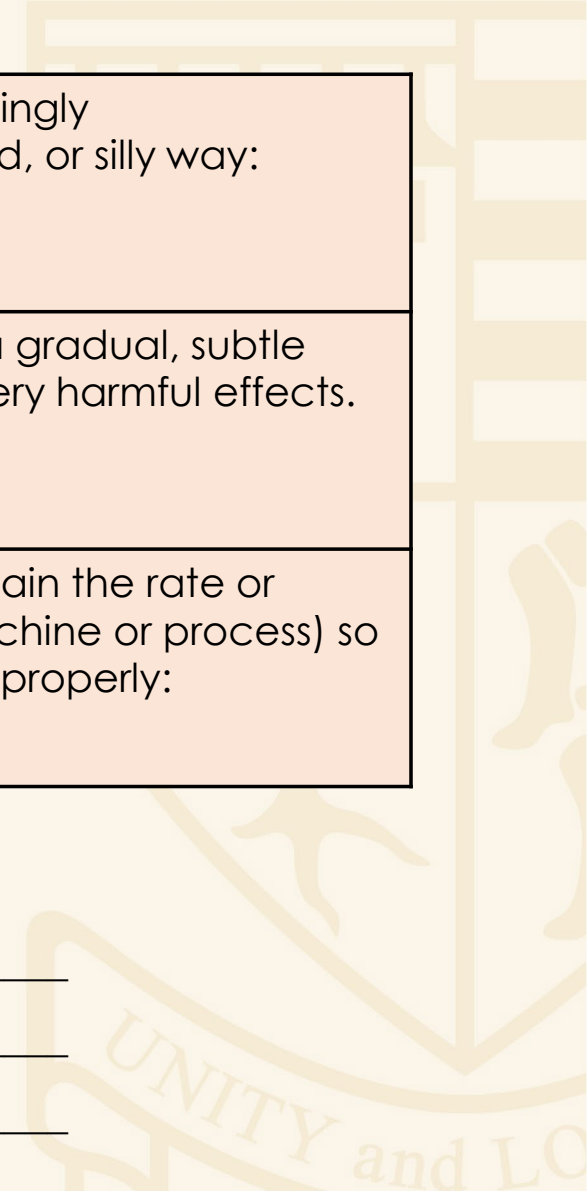 ingly
d, or silly way:
gradual, subtle
ery harmful effects.
ain the rate or
chine or process) so
properly:
UNITY and LO